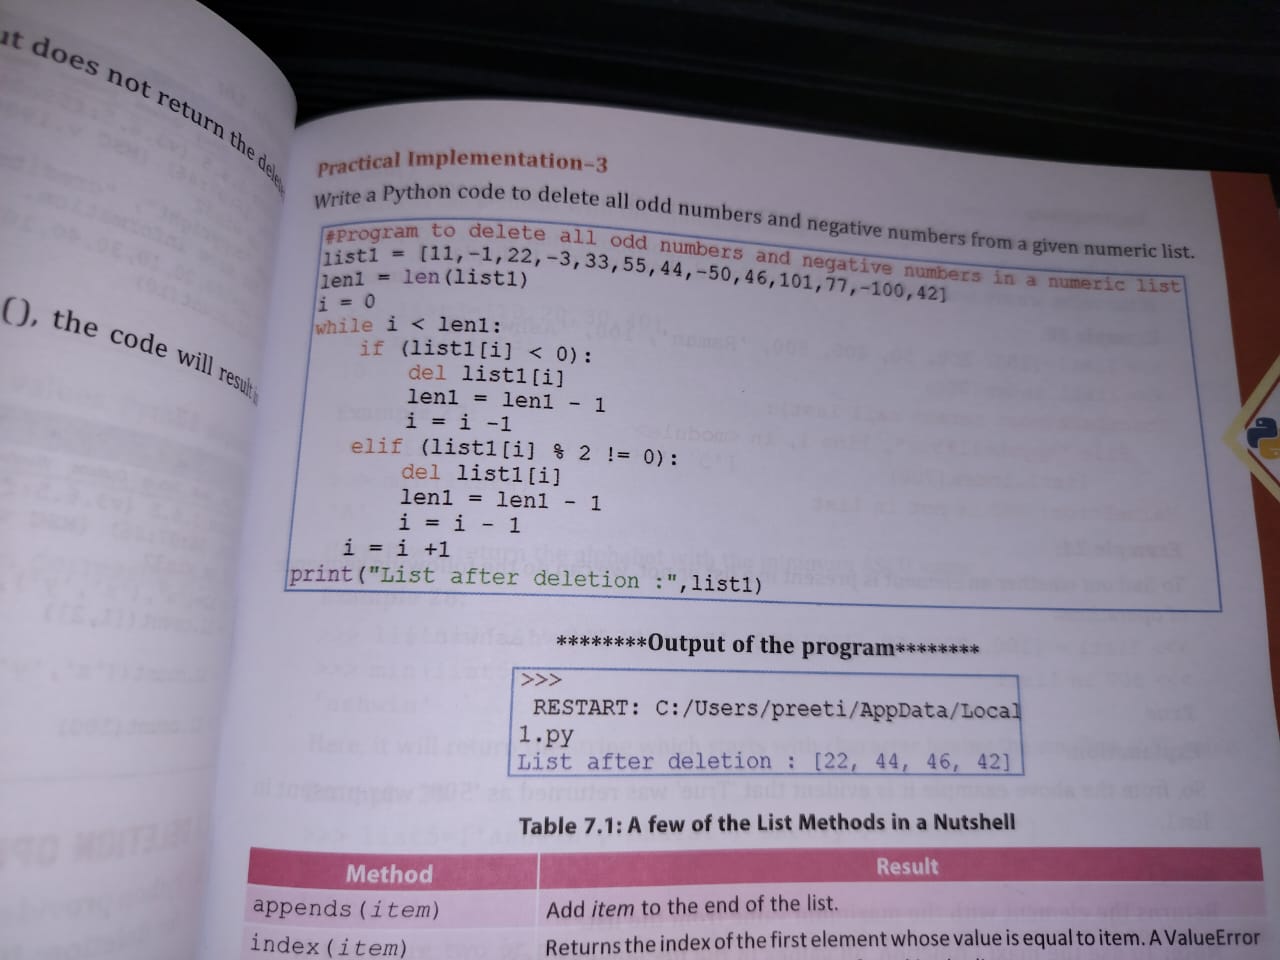 ut does not return the
(), the code will result
Practical Implementation–3
Write a Python code to delete all odd numbers and negative numbers from a given numeric list.
#Program to delete all odd numbers and negative numbers in a numeric list
list1 = [11,-1,22,-3,33,55,44,-50,46,101,77,-100,42]
len1 = len(list1)
i = 0
while i < len1:
    if (list1[i] < 0):
        del list1[i]
        len1 = len1 - 1
        i = i -1
    elif (list1[i] % 2 != 0):
        del list1[i]
        len1 = len1 - 1
        i = i - 1
    i = i +1
print("List after deletion :",list1)
********Output of the program********
>>>
RESTART: C:/Users/preeti/AppData/Local
1.py
List after deletion : [22, 44, 46, 42]
Table 7.1: A few of the List Methods in a Nutshell
Method Result
appends(item) Add item to the end of the list.
index(item) Returns the index of the first element whose value is equal to item. A ValueError